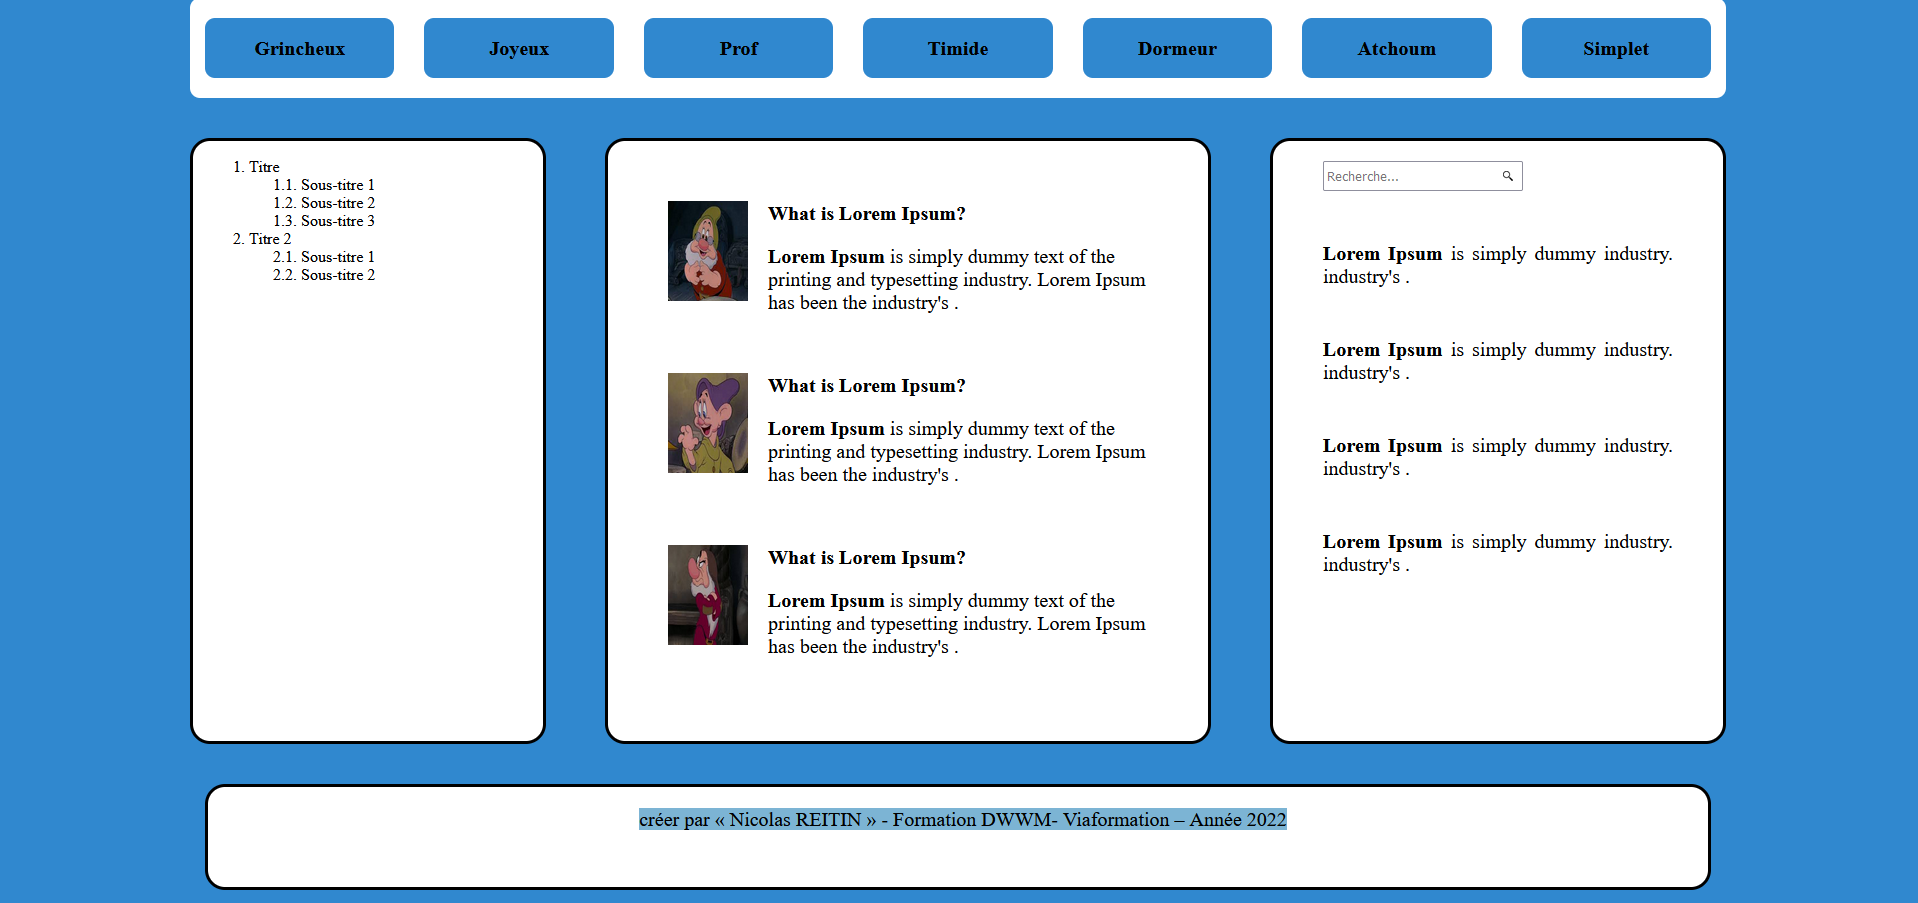 Grincheux Joyeux Prof Timide Dormeur Atchoum Simplet
1. Titre
1.1. Sous-titre 1
1.2. Sous-titre 2
1.3. Sous-titre 3
2. Titre 2
2.1. Sous-titre 1
2.2. Sous-titre 2
What is Lorem Ipsum?
Lorem Ipsum is simply dummy text of the
printing and typesetting industry. Lorem Ipsum
has been the industry's .
What is Lorem Ipsum?
Lorem Ipsum is simply dummy text of the
printing and typesetting industry. Lorem Ipsum
has been the industry's .
What is Lorem Ipsum?
Lorem Ipsum is simply dummy text of the
printing and typesetting industry. Lorem Ipsum
has been the industry's .
Recherche...
Lorem Ipsum is simply dummy industry.
industry's .
Lorem Ipsum is simply dummy industry.
industry's .
Lorem Ipsum is simply dummy industry.
industry's .
Lorem Ipsum is simply dummy industry.
industry's .
créer par « Nicolas REITIN » - Formation DWWM- Viaformation – Année 2022